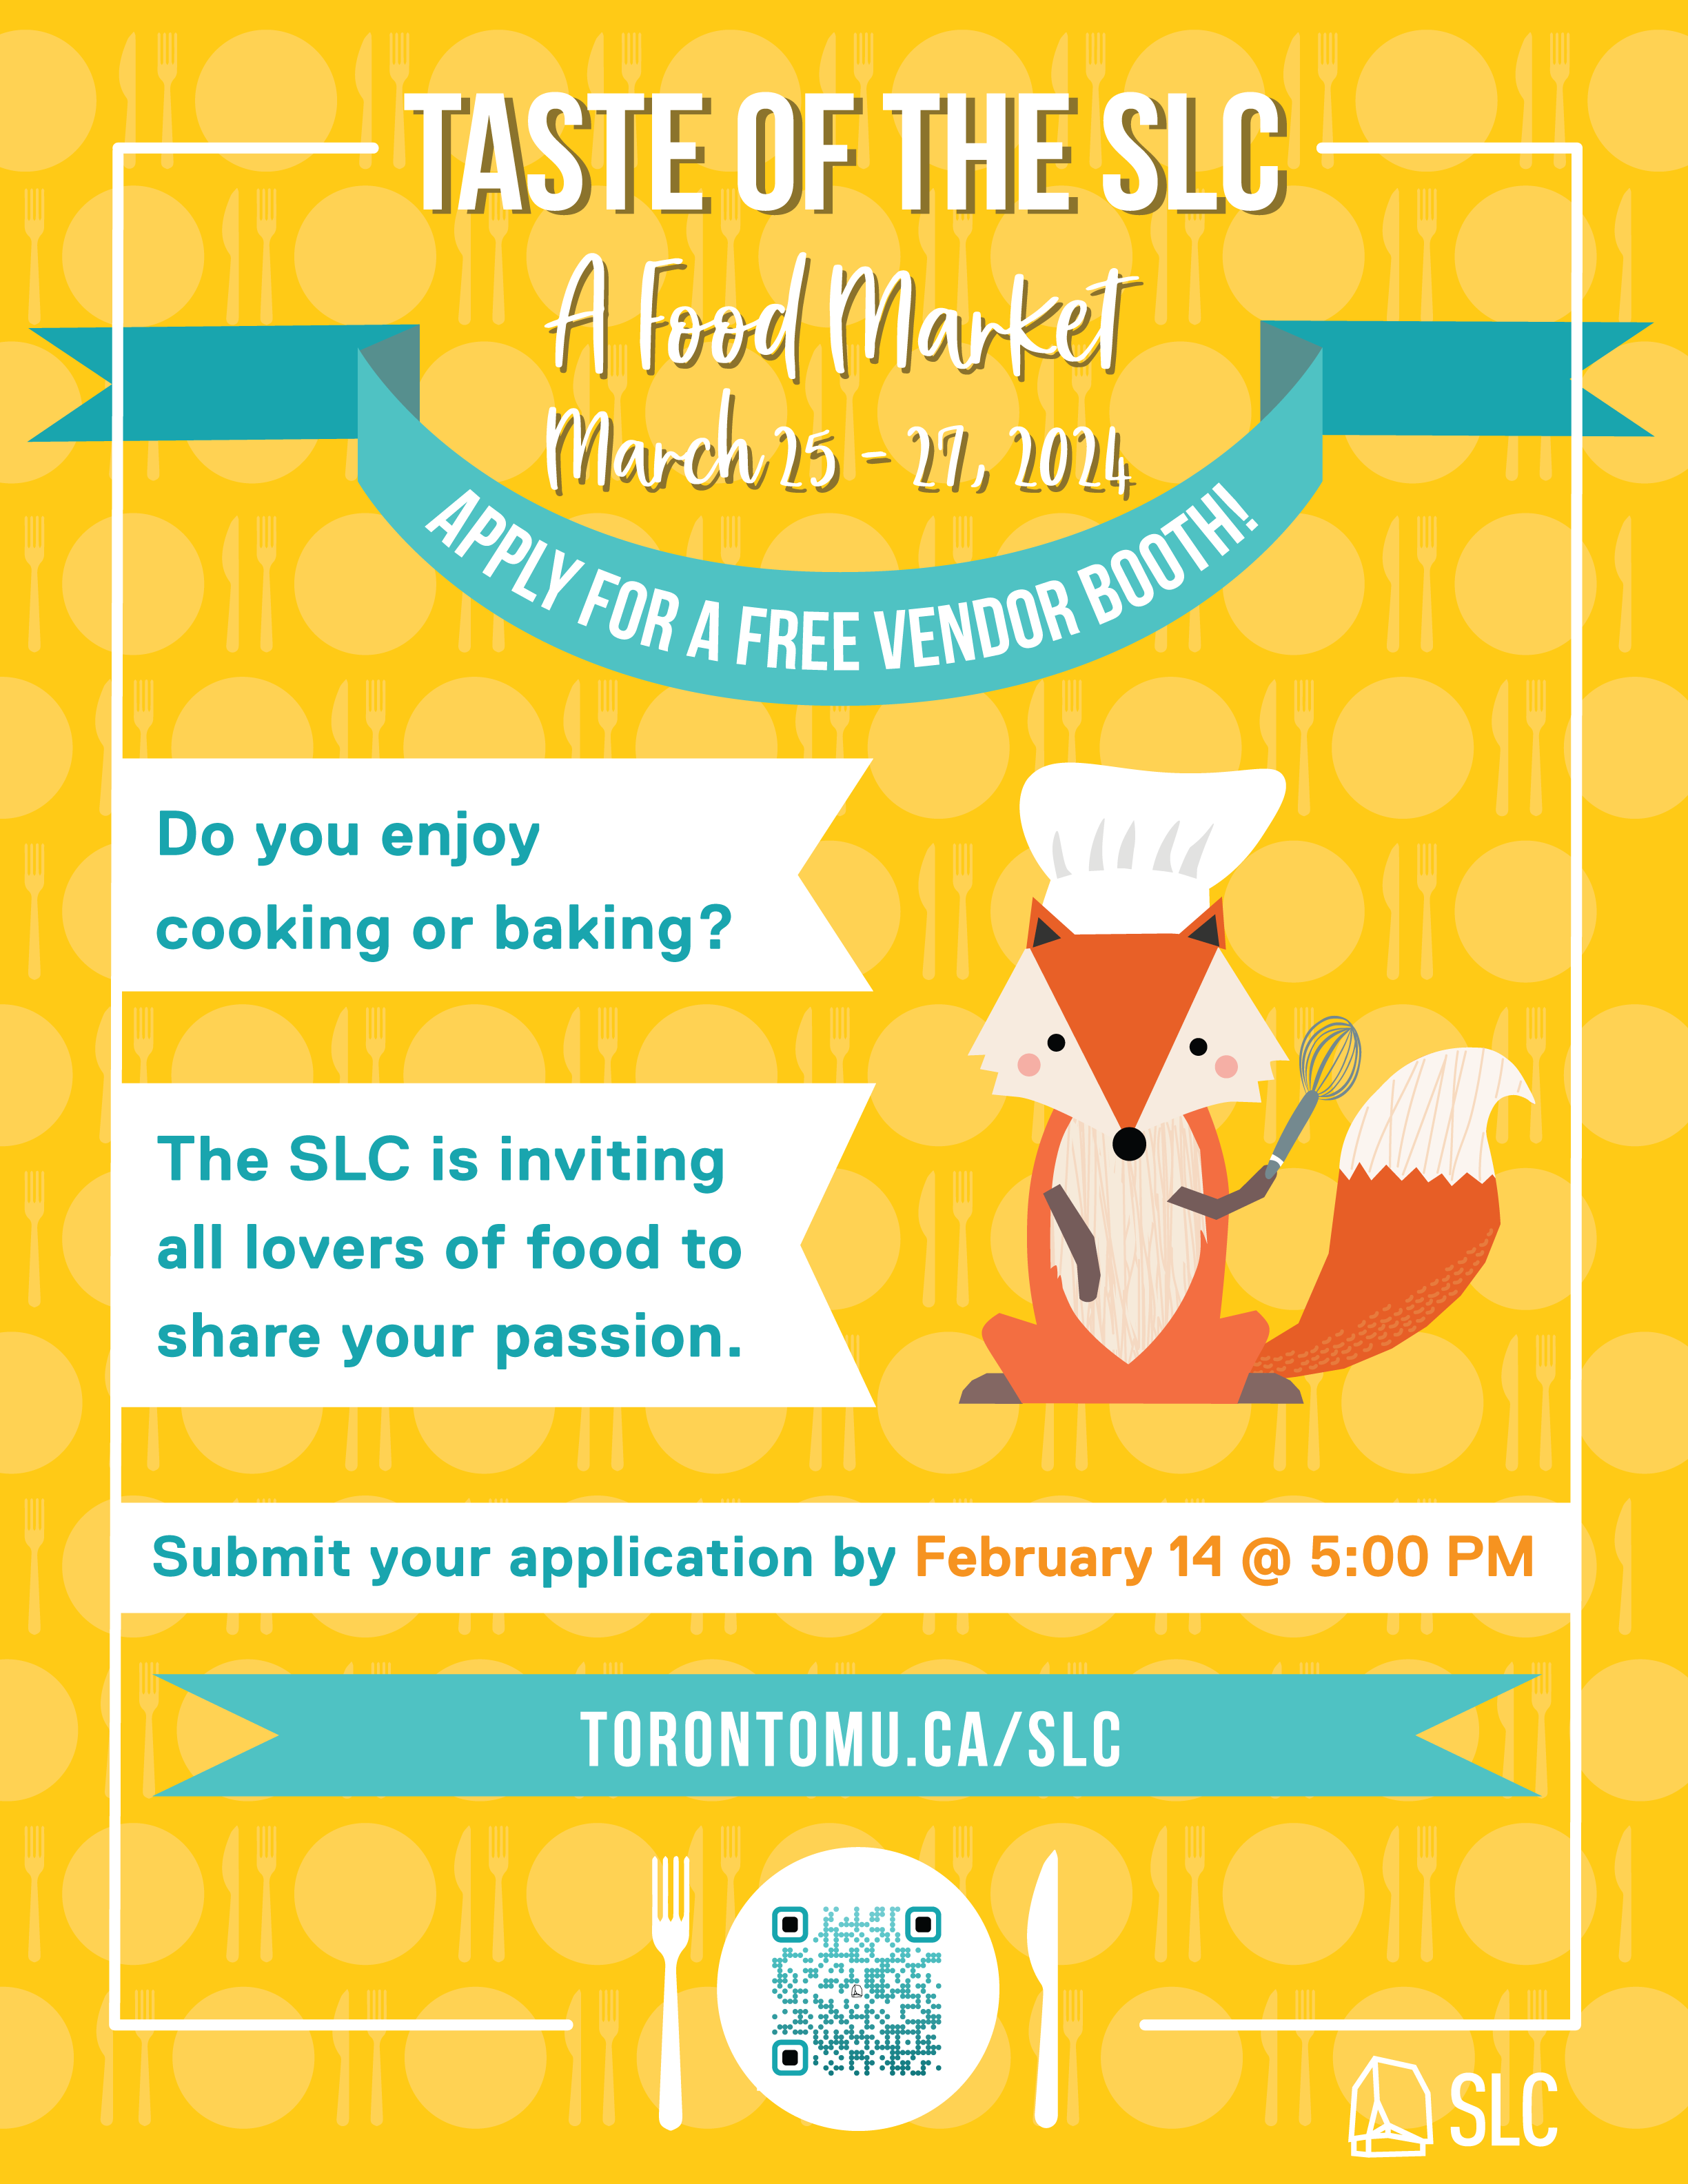 TASTE OF THE SLC
A Food Market
March 25 - 27, 2024
APPLY FOR A FREE VENDOR BOOTH!
Do you enjoy
cooking or baking?
The SLC is inviting
all lovers of food to
share your passion.
Submit your application by February 14 @ 5:00 PM
TORONTOMU.CA/SLC
SLC